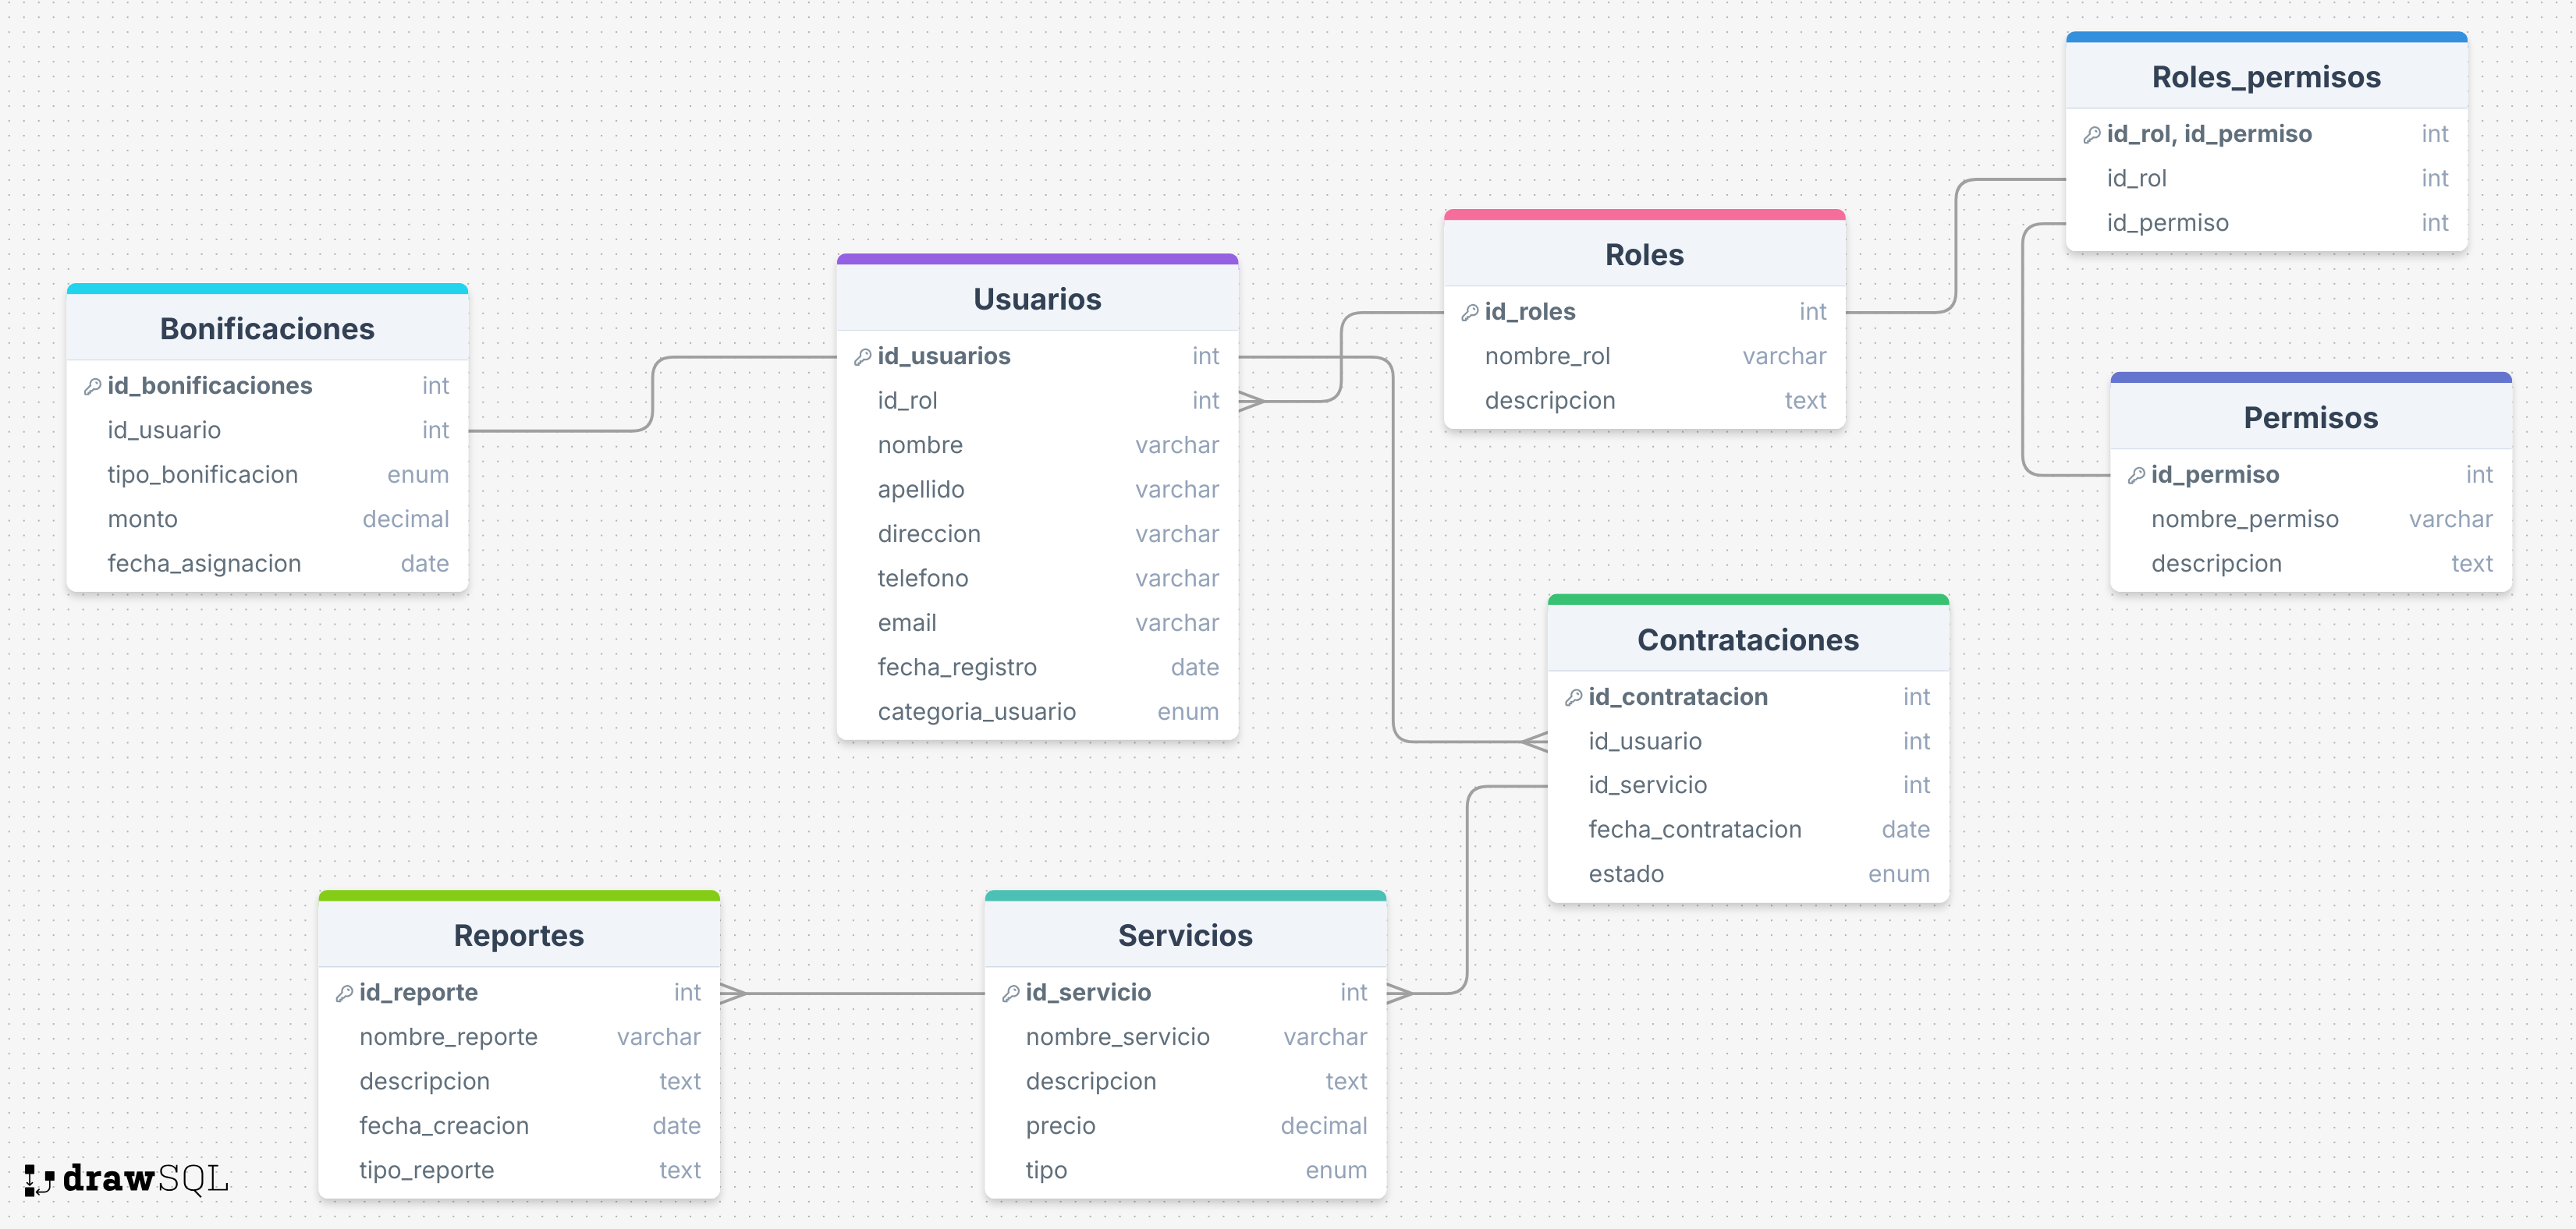 Bonificaciones
id_bonificaciones int
id_usuario int
tipo_bonificacion enum
monto decimal
fecha_asignacion date
Usuarios
id_usuarios int
id_rol int
nombre varchar
apellido varchar
direccion varchar
telefono varchar
email varchar
fecha_registro date
categoria_usuario enum
Roles
id_roles int
nombre_rol varchar
descripcion text
Roles_permisos
id_rol, id_permiso int
id_rol int
id_permiso int
Permisos
id_permiso int
nombre_permiso varchar
descripcion text
Contrataciones
id_contratacion int
id_usuario int
id_servicio int
fecha_contratacion date
estado enum
Reportes
id_reporte int
nombre_reporte varchar
descripcion text
fecha_creacion date
tipo_reporte text
Servicios
id_servicio int
nombre_servicio varchar
descripcion text
precio decimal
tipo enum
drawSQL